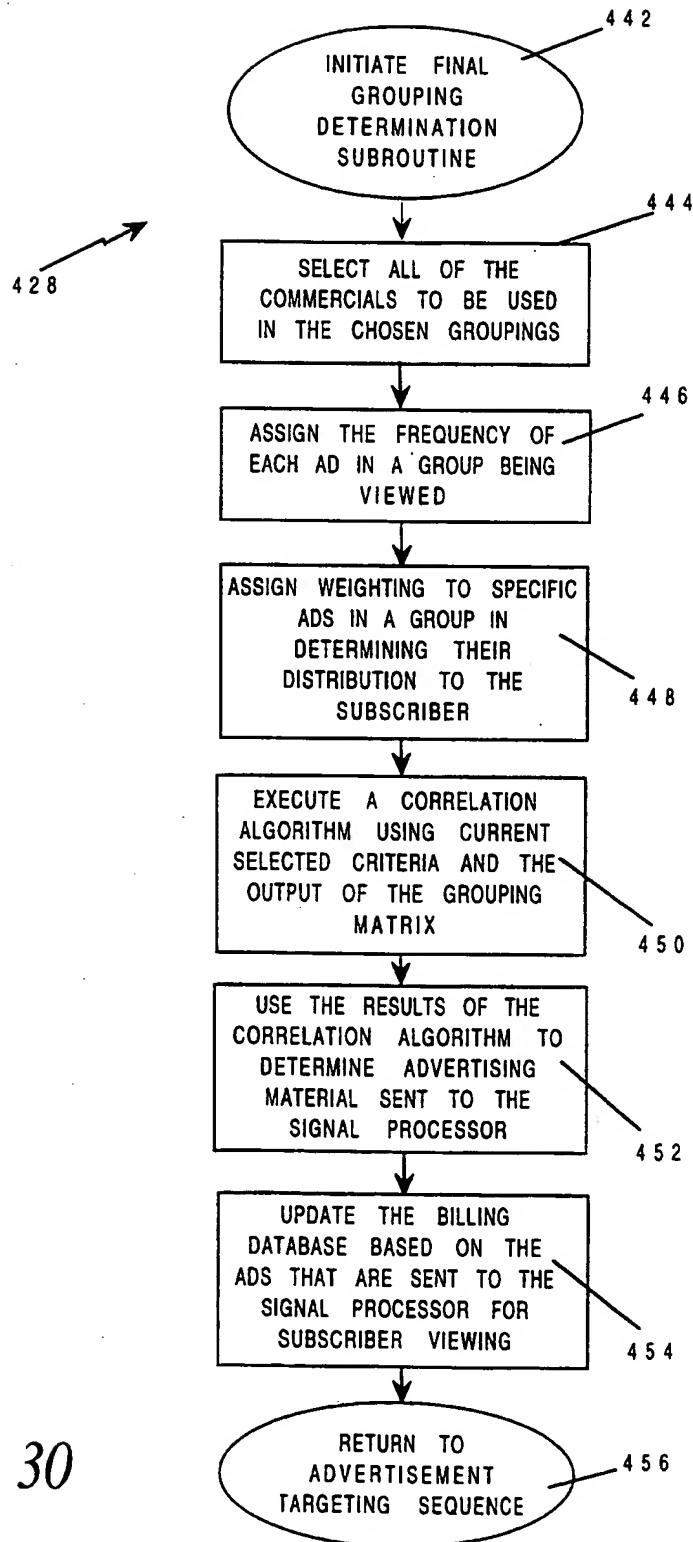 442
INITIATE FINAL
GROUPING
DETERMINATION
SUBROUTINE
444
428
SELECT ALL OF THE
COMMERCIALS TO BE USED
IN THE CHOSEN GROUPINGS
446
ASSIGN THE FREQUENCY OF
EACH AD IN A GROUP BEING
VIEWED
ASSIGN WEIGHTING TO SPECIFIC
ADS IN A GROUP IN
DETERMINING THEIR
DISTRIBUTION TO THE
SUBSCRIBER
448
EXECUTE A CORRELATION
ALGORITHM USING CURRENT
SELECTED CRITERIA AND THE
OUTPUT OF THE GROUPING
MATRIX
450
USE THE RESULTS OF THE
CORRELATION ALGORITHM TO
DETERMINE ADVERTISING
MATERIAL SENT TO THE
SIGNAL PROCESSOR
452
UPDATE THE BILLING
DATABASE BASED ON THE
ADS THAT ARE SENT TO THE
SIGNAL PROCESSOR FOR
SUBSCRIBER VIEWING
454
30
RETURN TO
ADVERTISEMENT
TARGETING SEQUENCE
456